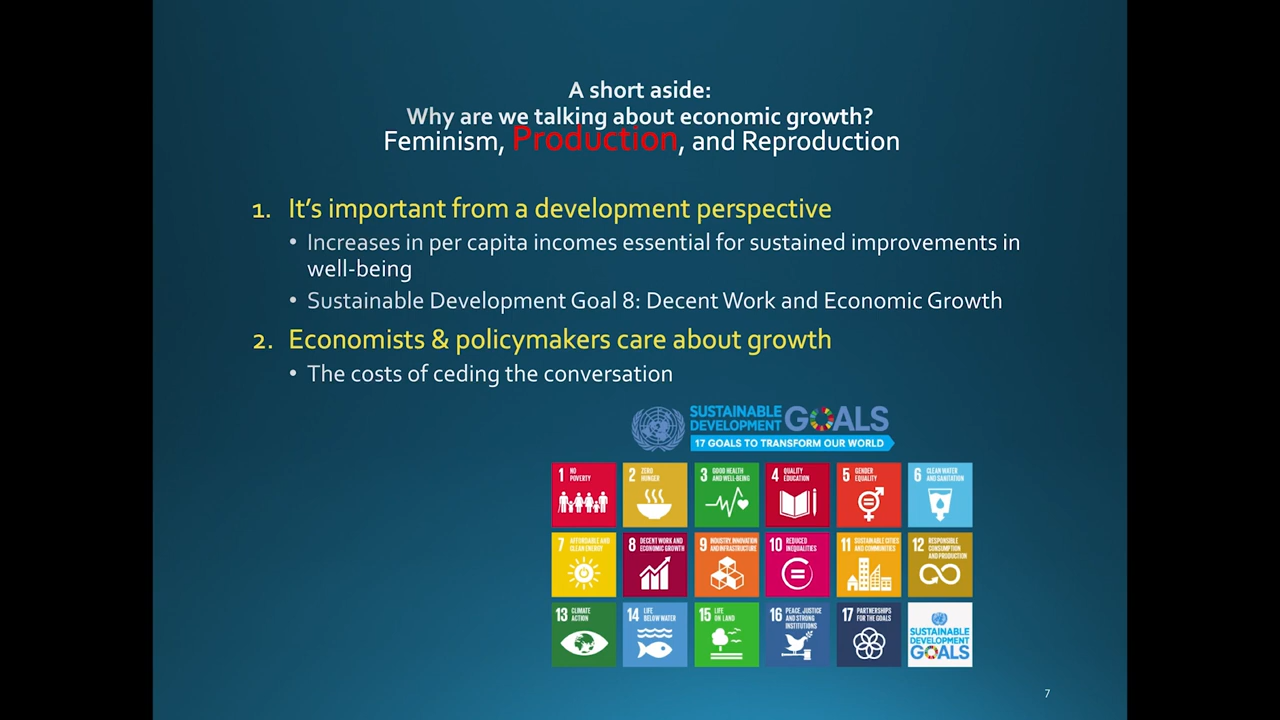 A short aside:
Why are we talking about economic growth?
Feminism, Production, and Reproduction
1. It's important from a development perspective
• Increases in per capita incomes essential for sustained improvements in
well-being
• Sustainable Development Goal 8: Decent Work and Economic Growth
2. Economists & policymakers care about growth
• The costs of ceding the conversation
SUSTAINABLE
DEVELOPMENT GOALS
17 GOALS TO TRANSFORM OUR WORLD
1 NO
POVERTY
2 ZERO
HUNGER
3 GOOD HEALTH
AND WELL-BEING
4 QUALITY
EDUCATION
5 GENDER
EQUALITY
6 CLEAN WATER
AND SANITATION
7 AFFORDABLE AND
CLEAN ENERGY
8 DECENT WORK AND
ECONOMIC GROWTH
9 INDUSTRY, INNOVATION
AND INFRASTRUCTURE
10 REDUCED
INEQUALITIES
11 SUSTAINABLE CITIES
AND COMMUNITIES
12 RESPONSIBLE
CONSUMPTION
AND PRODUCTION
13 CLIMATE
ACTION
14 LIFE
BELOW WATER
15 LIFE
ON LAND
16 PEACE, JUSTICE
AND STRONG
INSTITUTIONS
17 PARTNERSHIPS
FOR THE GOALS
SUSTAINABLE
DEVELOPMENT
GOALS
7